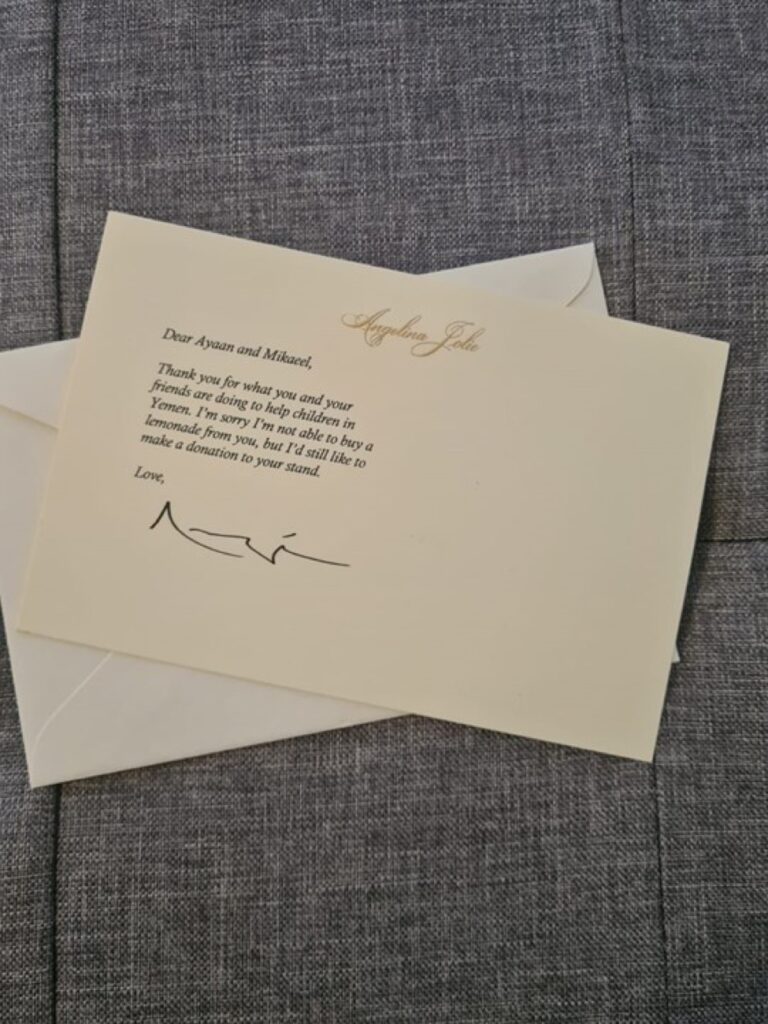 Angelina Jolie
Dear Ayaan and Mikaeel,
Thank you for what you and your
friends are doing to help children in
Yemen. I'm sorry I'm not able to buy a
lemonade from you, but I'd still like to
make a donation to your stand.
Love,